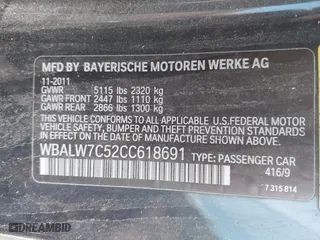 MFD BY BAYERISCHE MOTOREN WERKE AG
11-2011
GVWR 5115 lbs 2320 kg
GAWR FRONT 2447 lbs 1110 kg
GAWR REAR 2866 lbs 1300 kg
THIS VEHICLE CONFORMS TO ALL APPLICABLE
U.S.FEDERAL MOTOR
VEHICLE SAFETY, BUMPER, AND THEFT PREVENTION
STANDARDS IN EFFECT ON THE DATE OF
MANUFACTURE SHOWN ABOVE.
WBALW7C52CC618691 TYPE: PASSENGER CAR
416/9
7 315 814